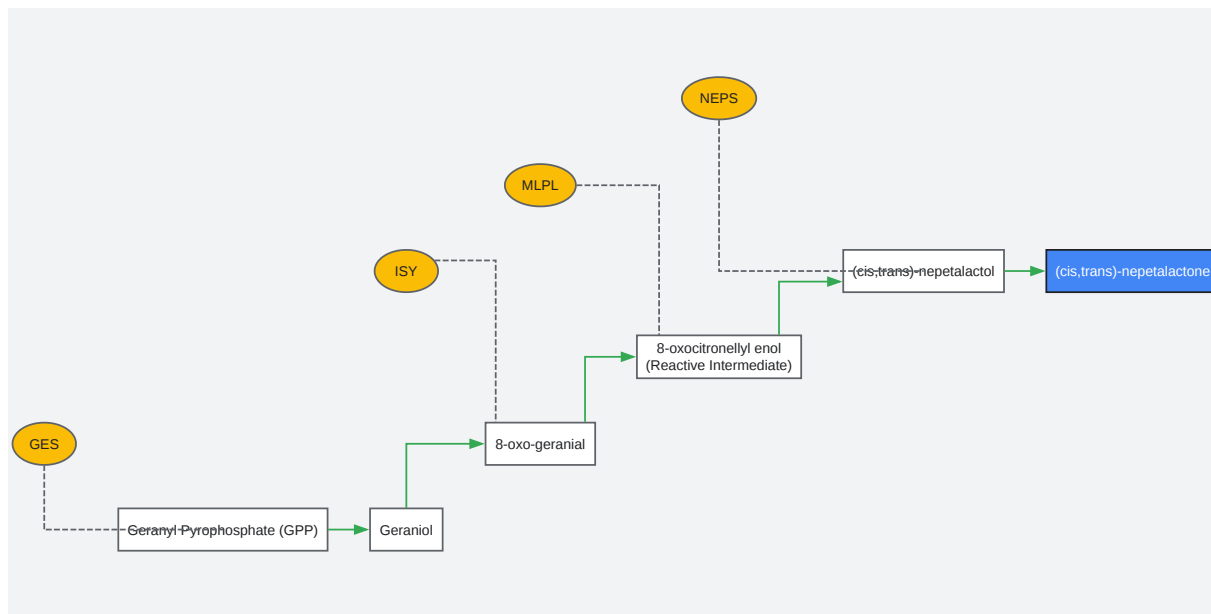 NEPS
MLPL
ISY
(cis,trans)-nepetalactol
(cis,trans)-nepetalactone
8-oxocitronellyl enol
(Reactive Intermediate)
GES
8-oxo-geranial
Geranyl Pyrophosphate (GPP)
Geraniol